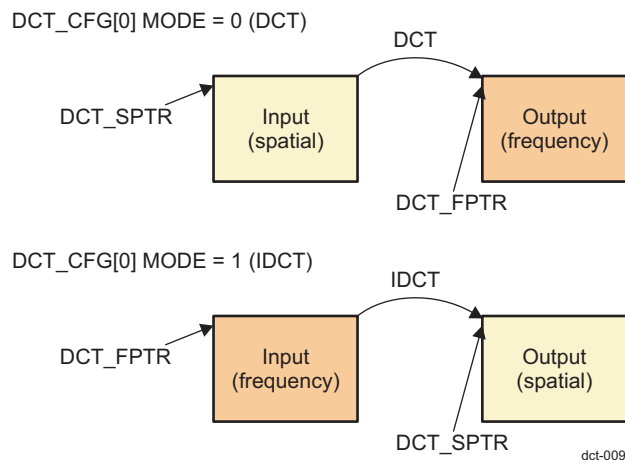 DCT_CFG[0] MODE = 0 (DCT)
DCT
DCT_SPTR
Input
(spatial)
Output
(frequency)
DCT_FPTR
DCT_CFG[0] MODE = 1 (IDCT)
IDCT
DCT_FPTR
Input
(frequency)
Output
(spatial)
DCT_SPTR
dct-009